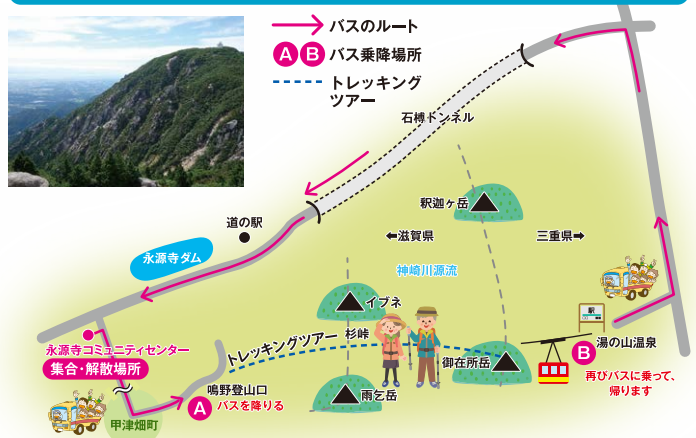 バスのルート
A B バス乗降場所
トレッキング
ツアー
石榑トンネル
釈迦ヶ岳
道の駅
←滋賀県
三重県→
永源寺ダム
神崎川源流
イブネ
駅
杉峠
湯の山温泉
永源寺コミュニティセンター
トレッキングツアー
御在所岳
B
集合・解散場所
再びバスに乗って、
帰ります
鳴野登山口
A バスを降りる
雨乞岳
甲津畑町